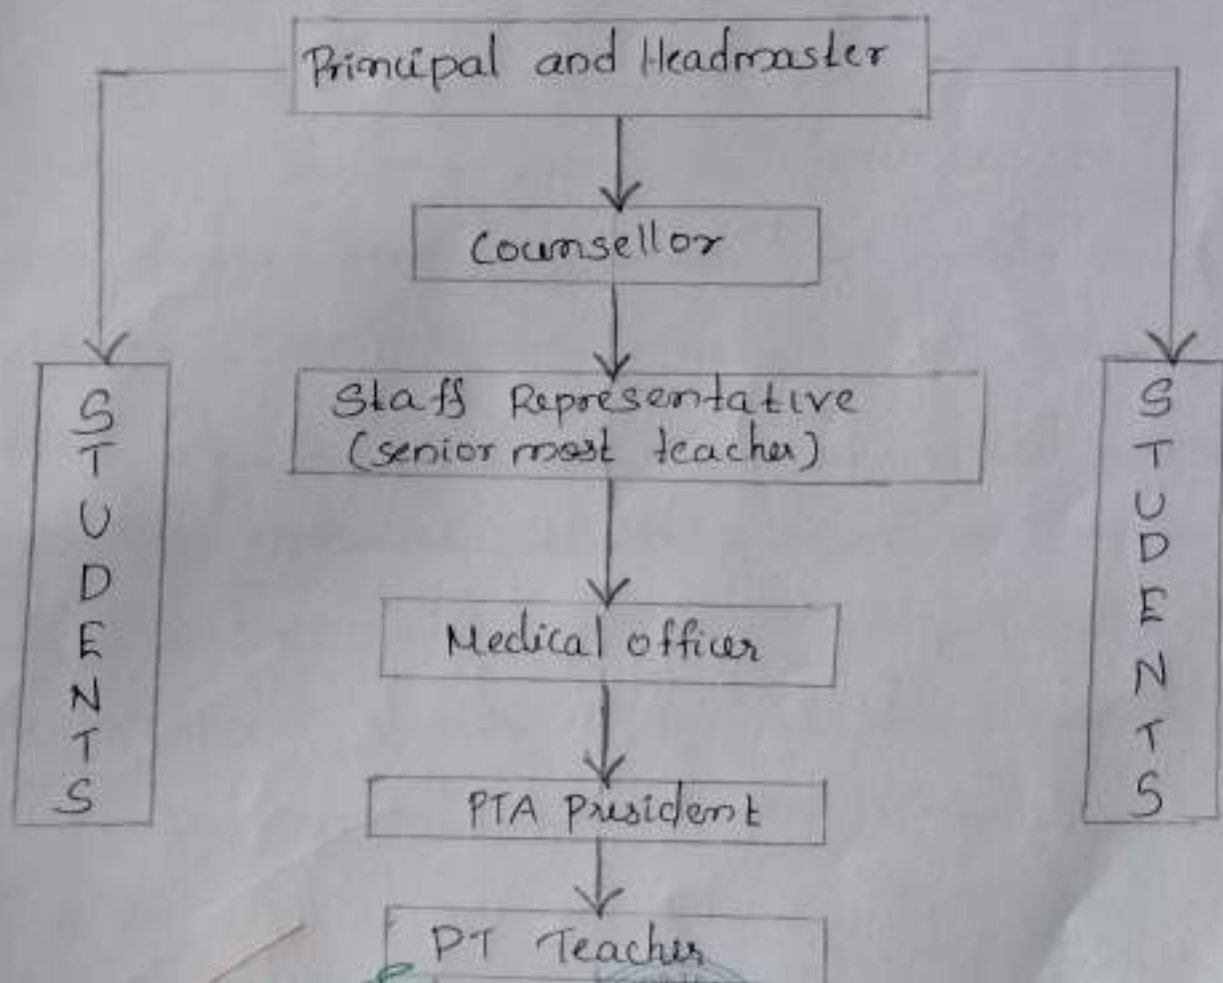 Principal and Headmaster
Counsellor
Staff Representative
(senior most teacher)
Medical officer
PTA President
PT Teacher
STUDENTS
STUDENTS